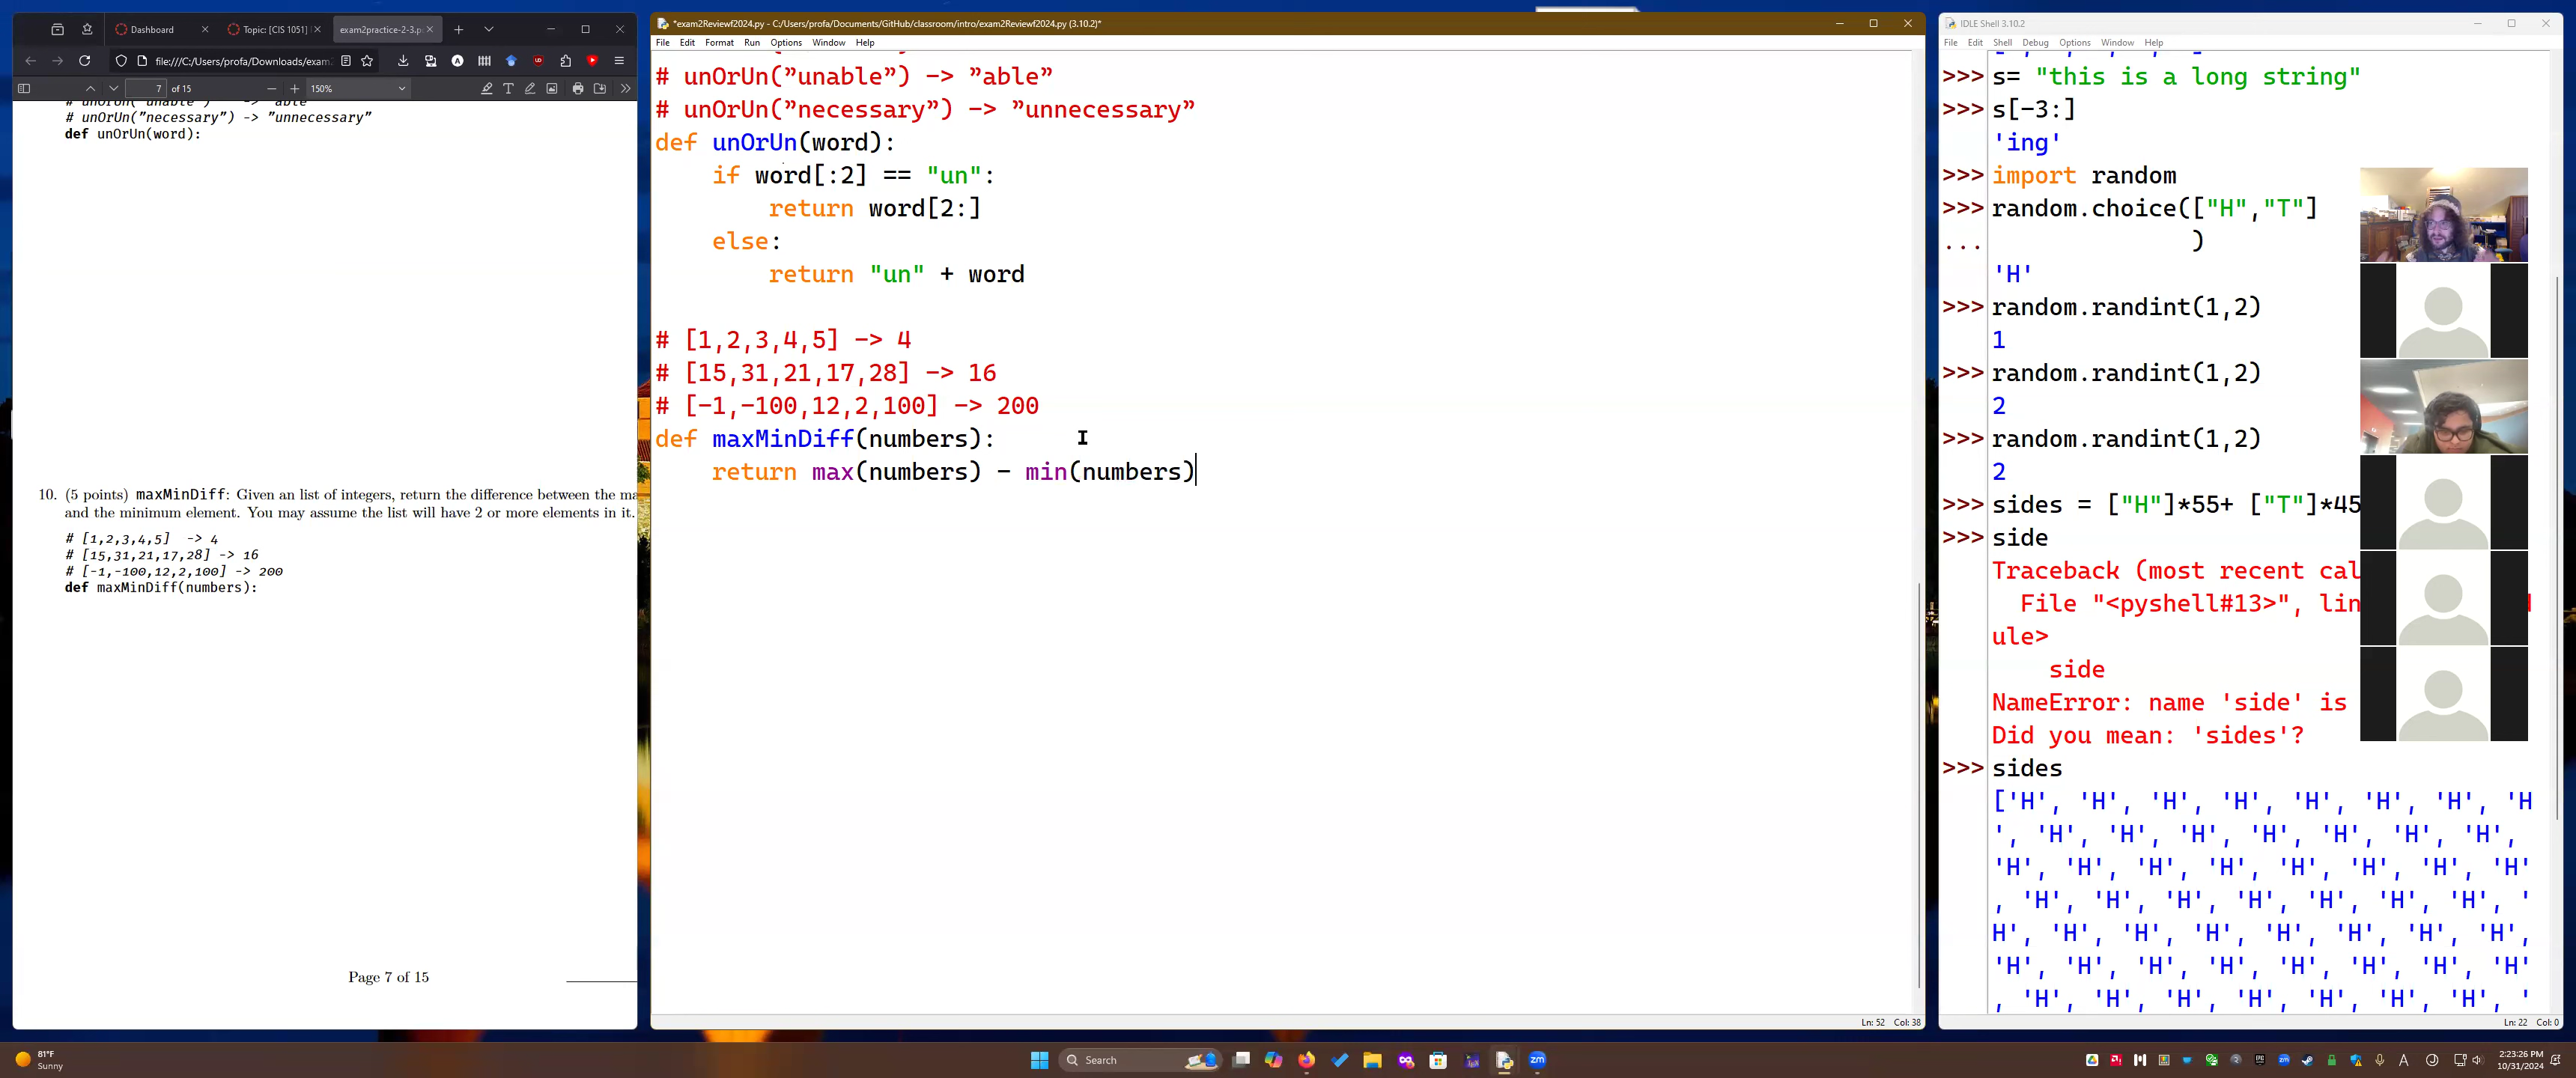 Dashboard
Topic: [CIS 1051]
exam2practice-2-3.p
file:///C:/Users/profa/Downloads/exam
7 of 15
150%
# unOrUn("unable") -> "able"
# unOrUn(”necessary”) -> ”unnecessary”
def unOrUn(word):
10. (5 points) maxMinDiff: Given an list of integers, return the difference between the ma
and the minimum element. You may assume the list will have 2 or more elements in it.
# [1,2,3,4,5] -> 4
# [15,31,21,17,28] -> 16
# [-1,-100,12,2,100] -> 200
def maxMinDiff(numbers):
Page 7 of 15
*exam2Reviewf2024.py - C:/Users/profa/Documents/GitHub/classroom/intro/exam2Reviewf2024.py (3.10.2)*
File Edit Format Run Options Window Help
# unOrUn(”unable”) -> ”able”
# unOrUn(”necessary”) -> ”unnecessary”
def unOrUn(word):
if word[:2] == "un":
return word[2:]
else:
return "un" + word
# [1,2,3,4,5] -> 4
# [15,31,21,17,28] -> 16
# [-1,-100,12,2,100] -> 200
def maxMinDiff(numbers):
return max(numbers) - min(numbers)
Ln: 52 Col: 38
IDLE Shell 3.10.2
File Edit Shell Debug Options Window Help
>>> s= "this is a long string"
>>> s[-3:]
'ing'
>>> import random
>>> random.choice(["H","T"]
... )
'H'
>>> random.randint(1,2)
1
>>> random.randint(1,2)
2
>>> random.randint(1,2)
2
>>> sides = ["H"]*55+ ["T"]*45
>>> side
Traceback (most recent cal
File "<pyshell#13>", lin
ule>
side
NameError: name 'side' is
Did you mean: 'sides'?
>>> sides
['H', 'H', 'H', 'H', 'H', 'H', 'H', 'H
', 'H', 'H', 'H', 'H', 'H', 'H', 'H',
'H', 'H', 'H', 'H', 'H', 'H', 'H', 'H'
, 'H', 'H', 'H', 'H', 'H', 'H', 'H', '
H', 'H', 'H', 'H', 'H', 'H', 'H', 'H',
'H', 'H', 'H', 'H', 'H', 'H', 'H', 'H'
, 'H', 'H', 'H', 'H', 'H', 'H', 'H', '
Ln: 22 Col: 0
81°F
Sunny
Search
2:23:26 PM
10/31/2024